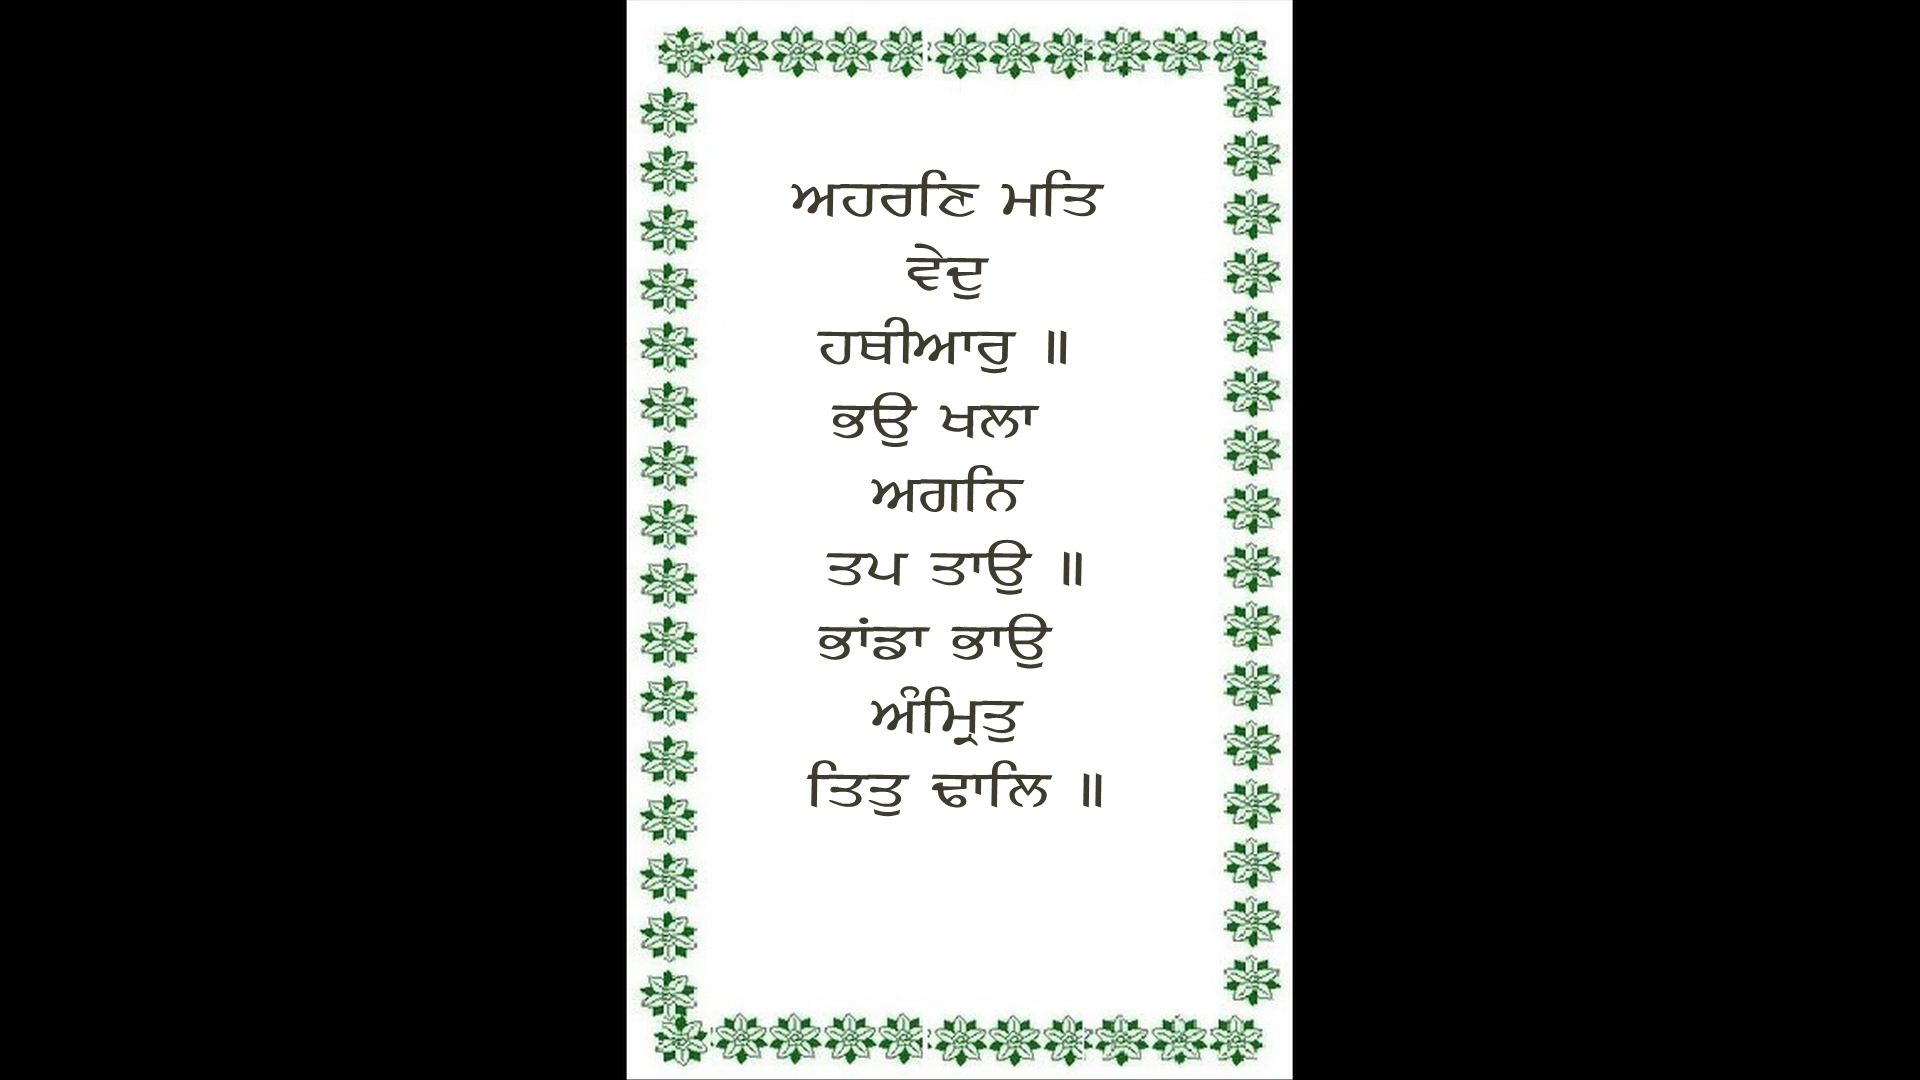 ਅਹਰਣਿ ਮਤਿ
ਵੇਦੁ
ਹਥੀਆਰੁ ॥
ਭਉ ਖਲਾ
ਅਗਨਿ
ਤਪ ਤਾਉ ॥
ਭਾਂਡਾ ਭਾਉ
ਅੰਮ੍ਰਿਤੁ
ਤਿਤੁ ਢਾਲਿ ॥